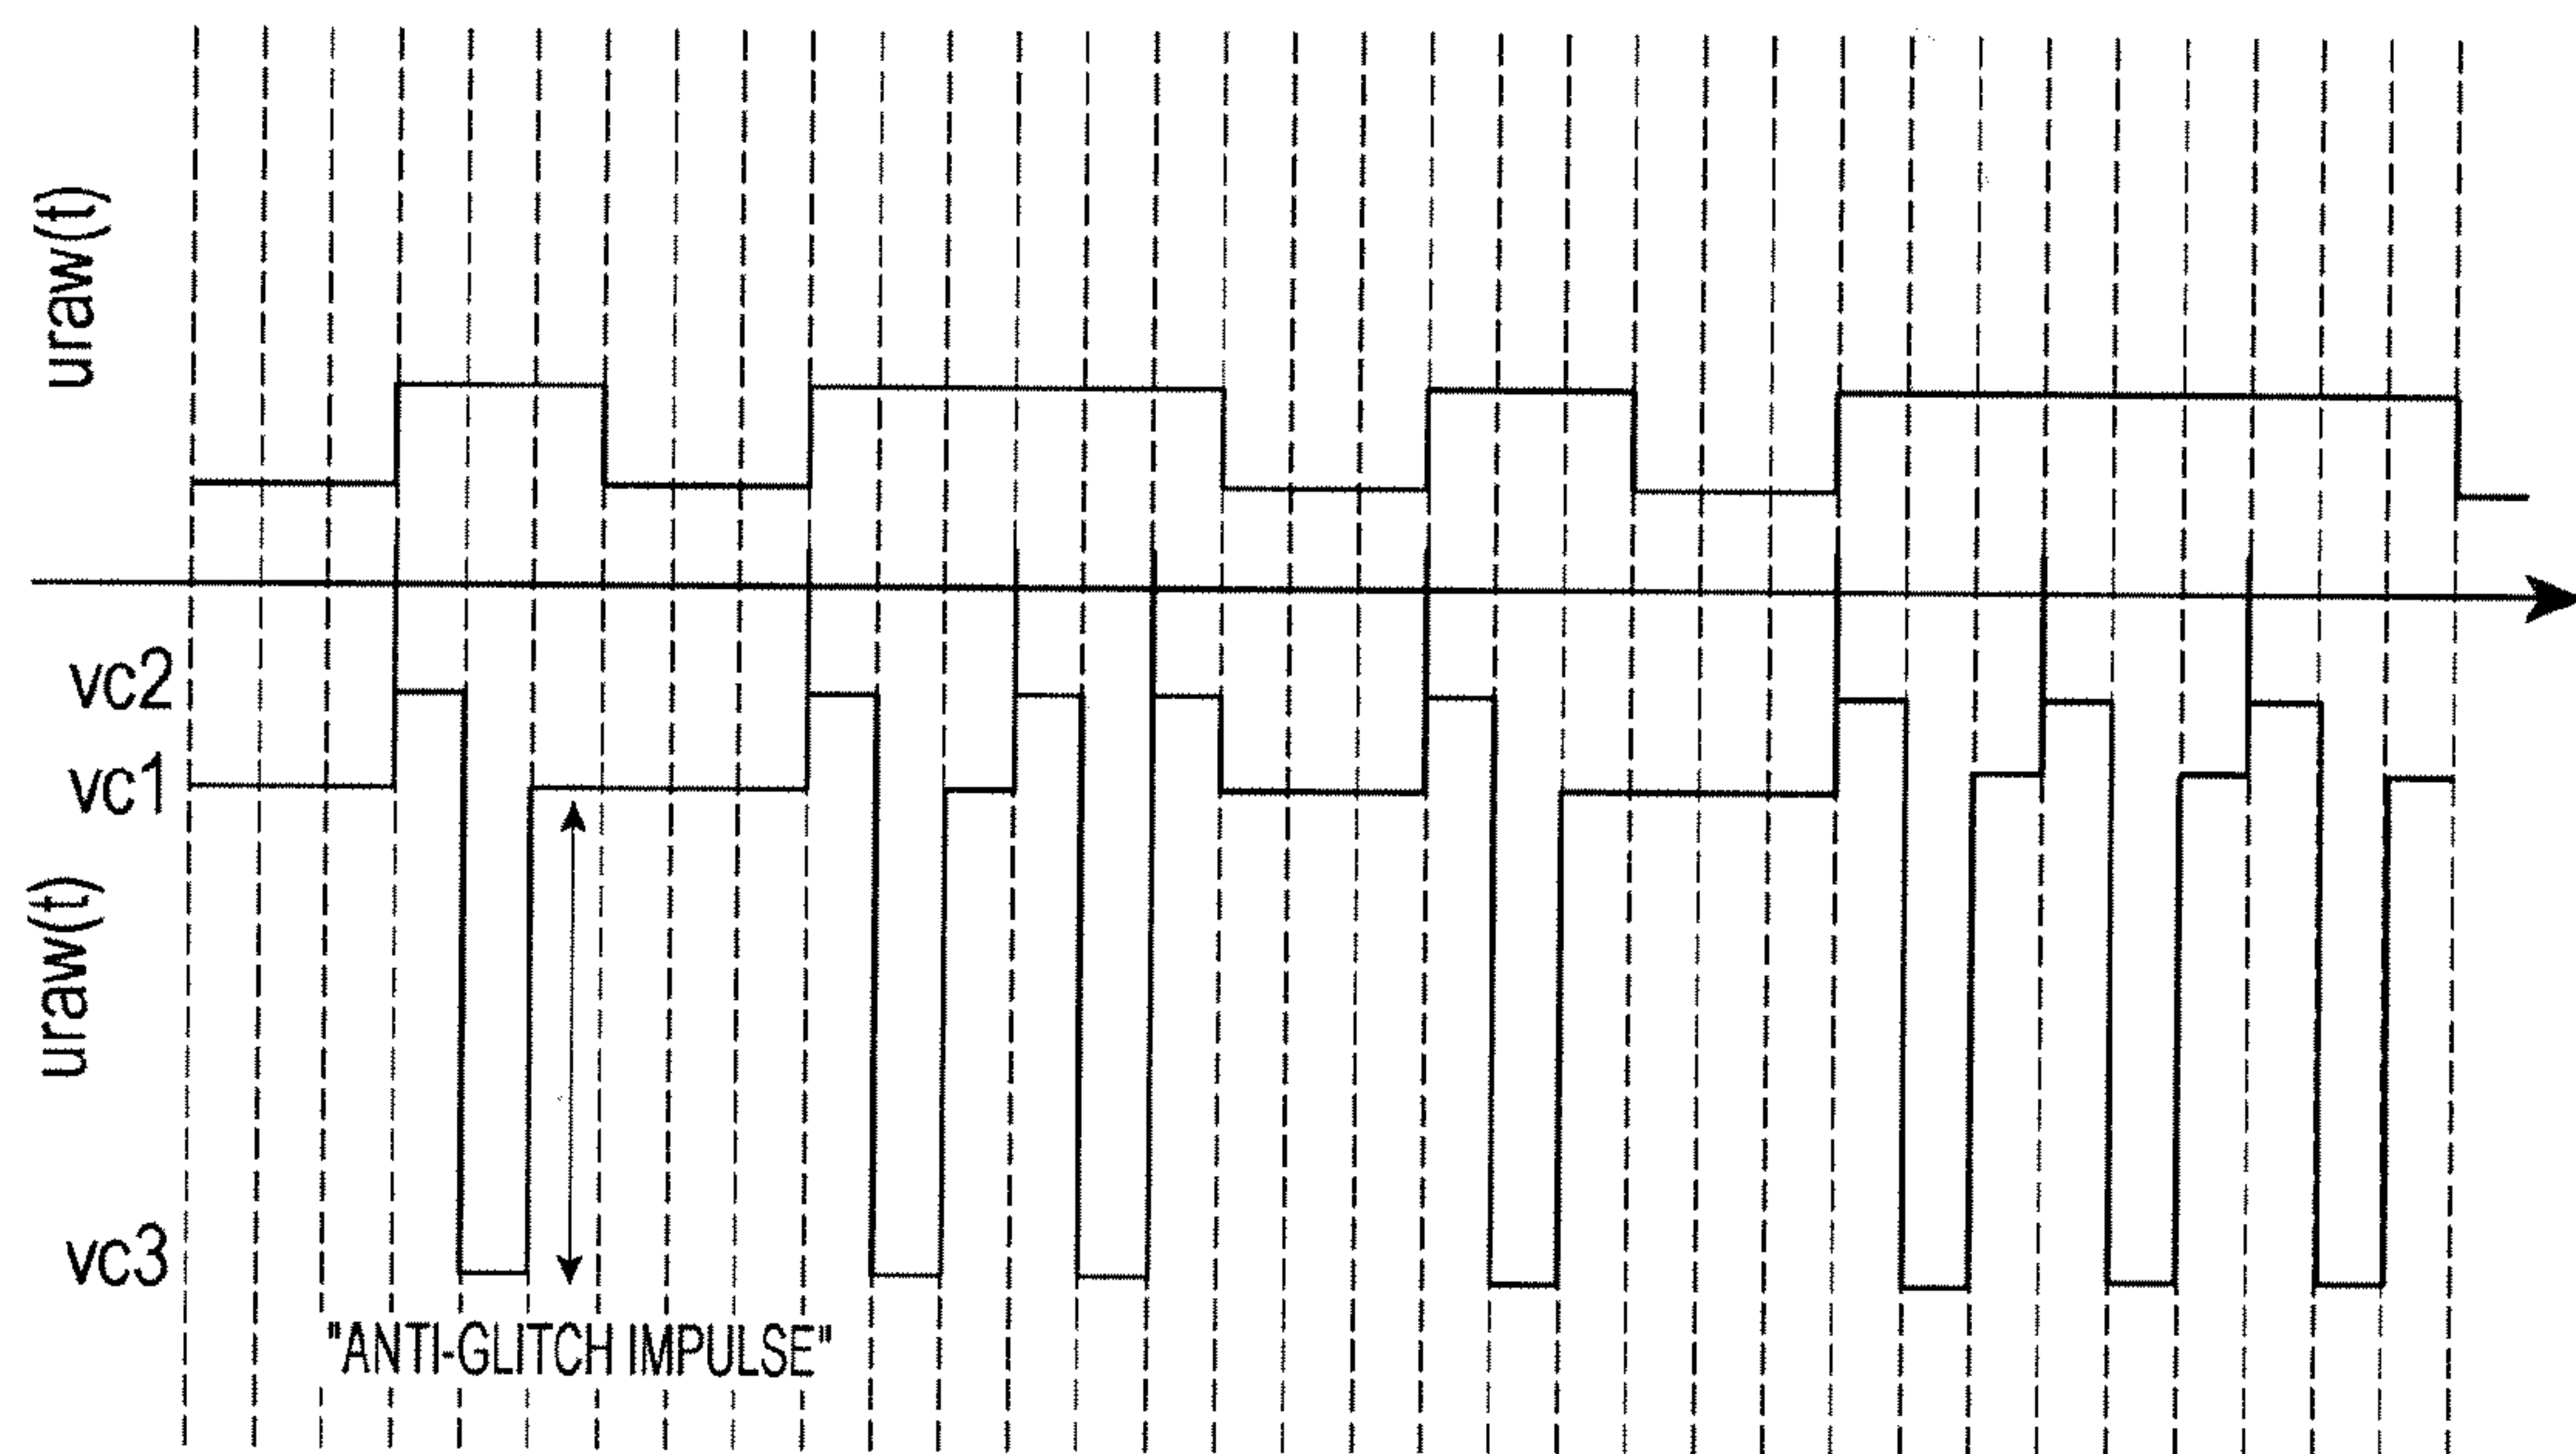 uraw(t)
vc2
vc1
uraw(t)
vc3
"ANTI-GLITCH IMPULSE"